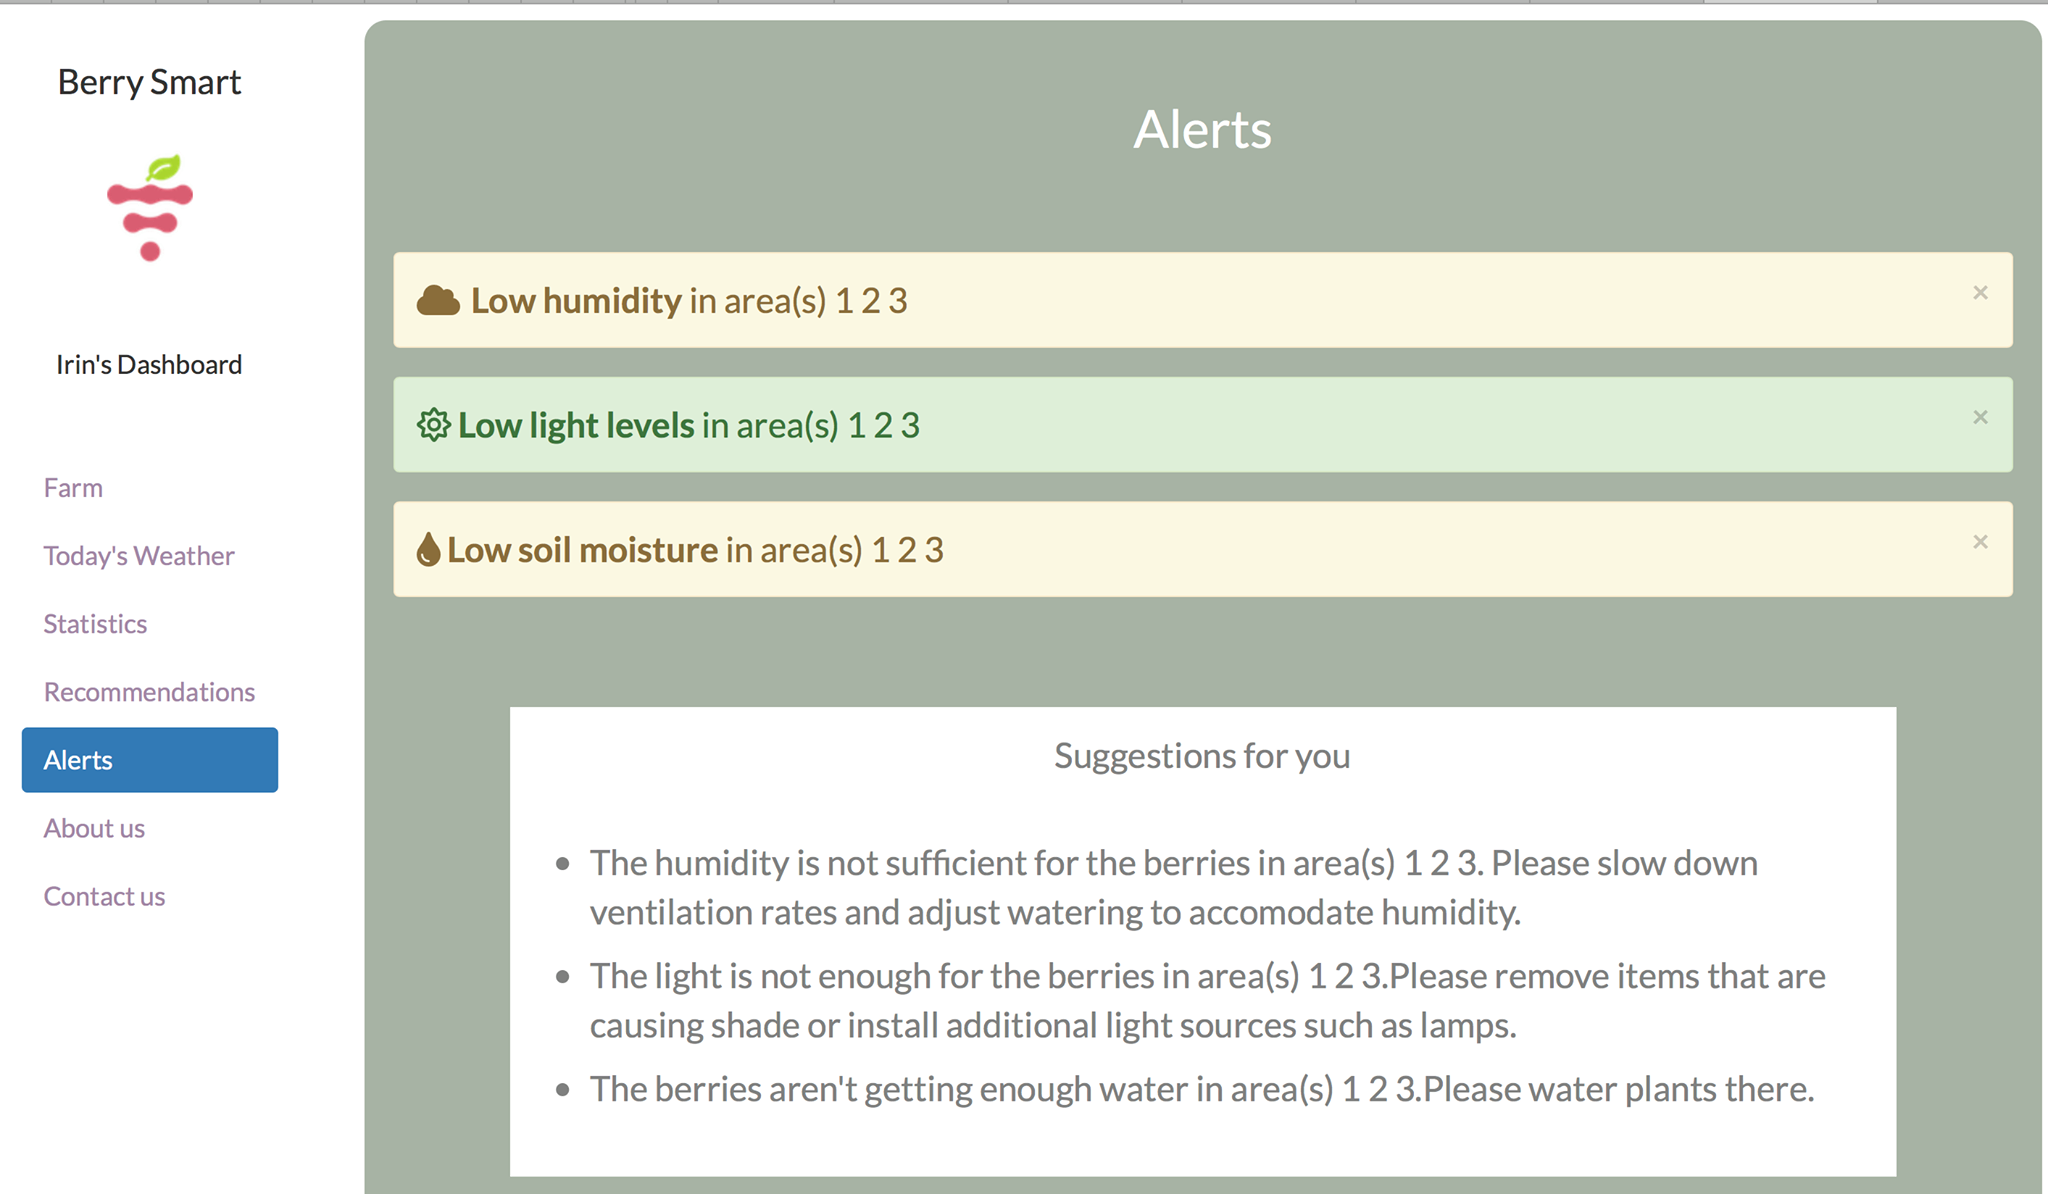 Berry Smart
Irin's Dashboard
Farm
Today's Weather
Statistics
Recommendations
Alerts
About us
Contact us
Alerts
Low humidity in area(s) 1 2 3
×
Low light levels in area(s) 1 2 3
×
Low soil moisture in area(s) 1 2 3
×
Suggestions for you
• The humidity is not sufficient for the berries in area(s) 1 2 3. Please slow down
ventilation rates and adjust watering to accomodate humidity.
• The light is not enough for the berries in area(s) 1 2 3.Please remove items that are
causing shade or install additional light sources such as lamps.
• The berries aren't getting enough water in area(s) 1 2 3.Please water plants there.